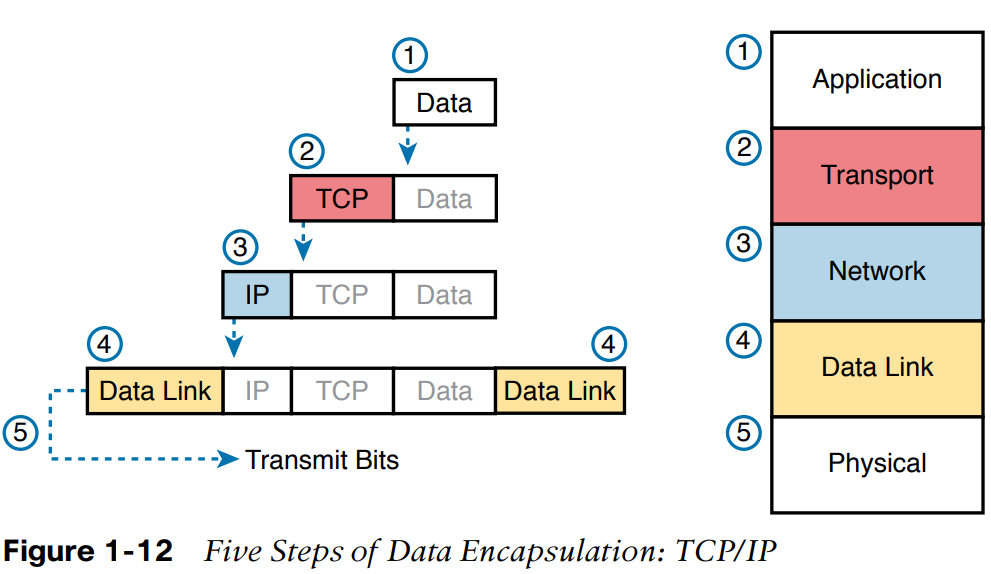 1
Data
2
TCP Data
3
IP TCP Data
4 4
Data Link IP TCP Data Data Link
5
Transmit Bits
1
Application
2
Transport
3
Network
4
Data Link
5
Physical
Figure 1-12 Five Steps of Data Encapsulation: TCP/IP